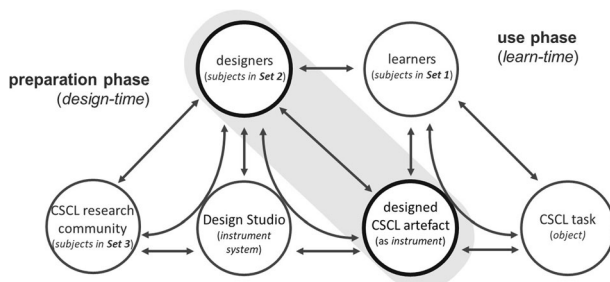 preparation phase
(design-time)
designers
(subjects in Set 2)
learners
(subjects in Set 1)
use phase
(learn-time)
CSCL research
community
(subjects in Set 3)
Design Studio
(instrument
system)
designed
CSCL artefact
(as instrument)
CSCL task
(object)